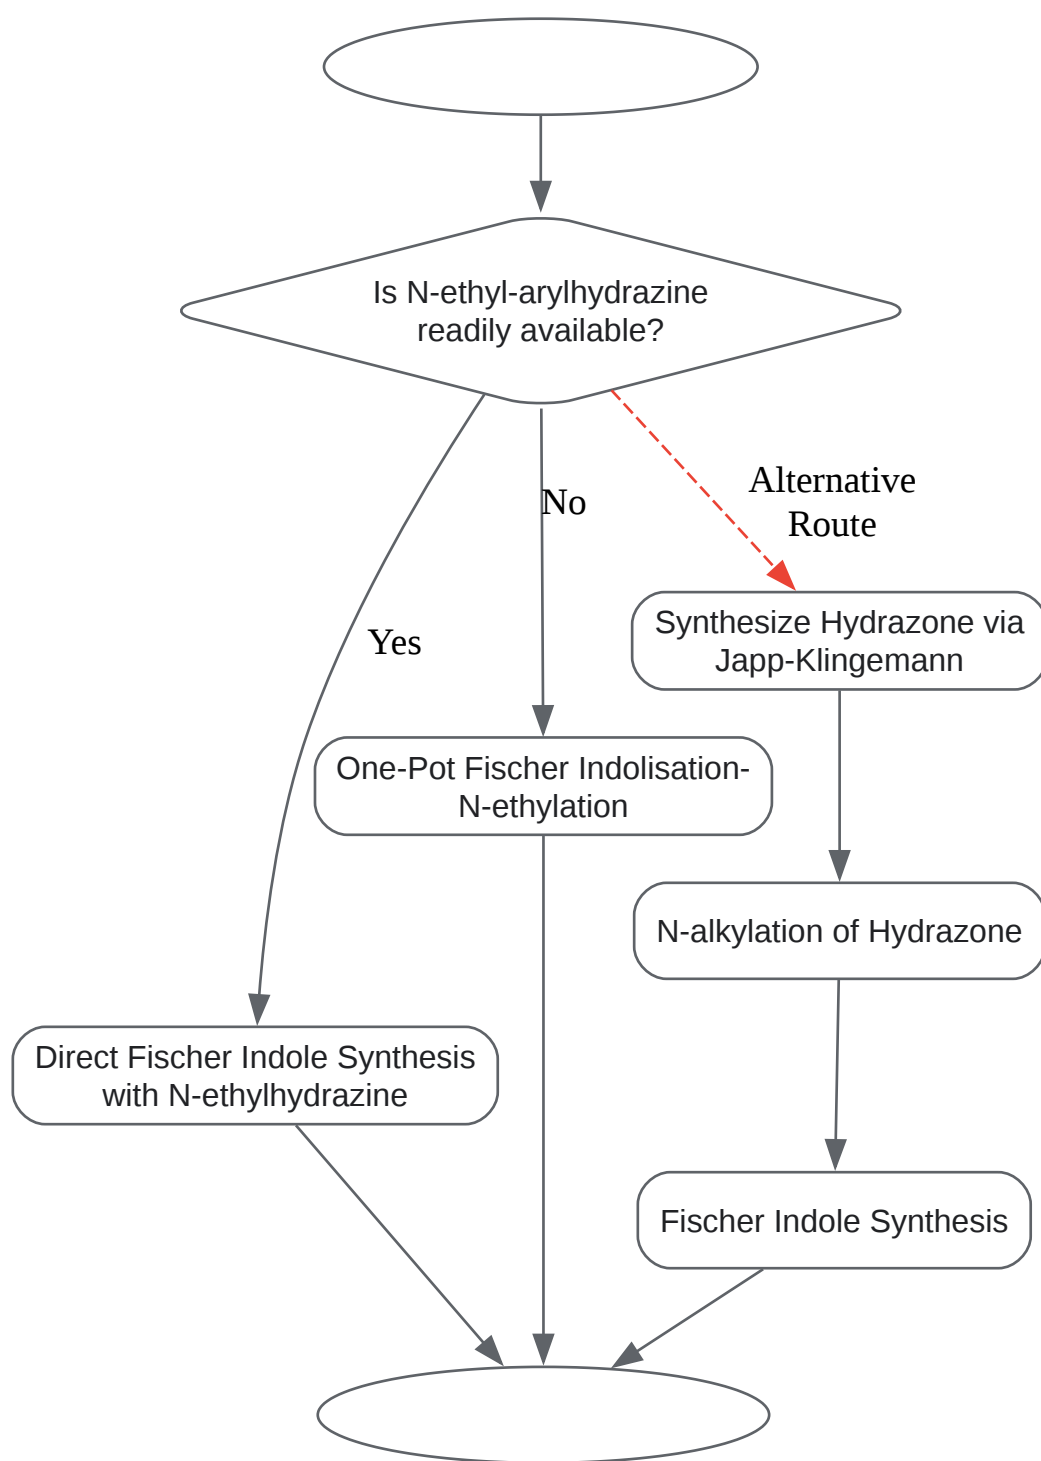 Is N-ethyl-arylhydrazine
readily available?
Alternative
Route
No
Yes
Synthesize Hydrazone via
Japp-Klingemann
One-Pot Fischer Indolisation-
N-ethylation
N-alkylation of Hydrazone
Direct Fischer Indole Synthesis
with N-ethylhydrazine
Fischer Indole Synthesis